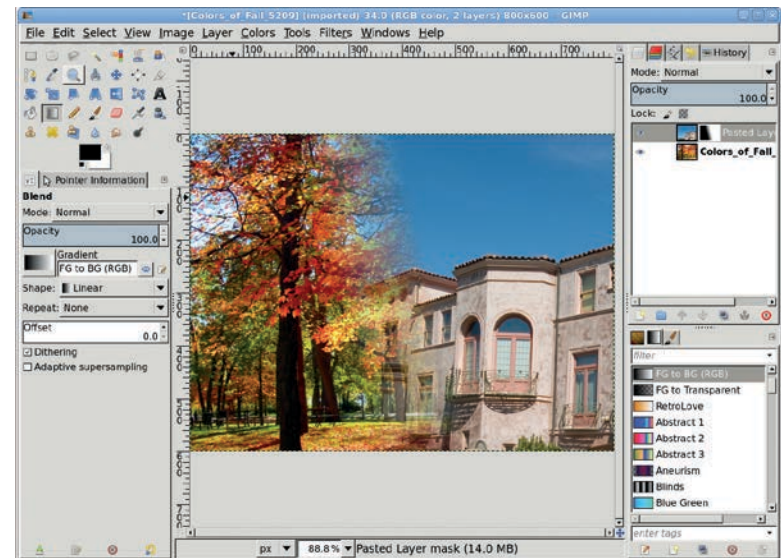 *[Colors_of_Fall_5209] (imported) 34.0 (RGB color, 2 layers) 800x600 – GIMP
File Edit Select View Image Layer Colors Tools Filters Windows Help
0 100 200 300 400 500 600 700
Pointer Information
Blend
Mode: Normal
Opacity
100.0
Gradient
FG to BG (RGB)
Shape: Linear
Repeat: None
Offset
0.0
Dithering
Adaptive supersampling
History
Mode: Normal
Opacity
100.0
Lock:
Pasted Lay
Colors_of_Fall_
filter
FG to BG (RGB)
FG to Transparent
RetroLove
Abstract 1
Abstract 2
Abstract 3
Aneurism
Blinds
Blue Green
enter tags
px 88.8% Pasted Layer mask (14.0 MB)